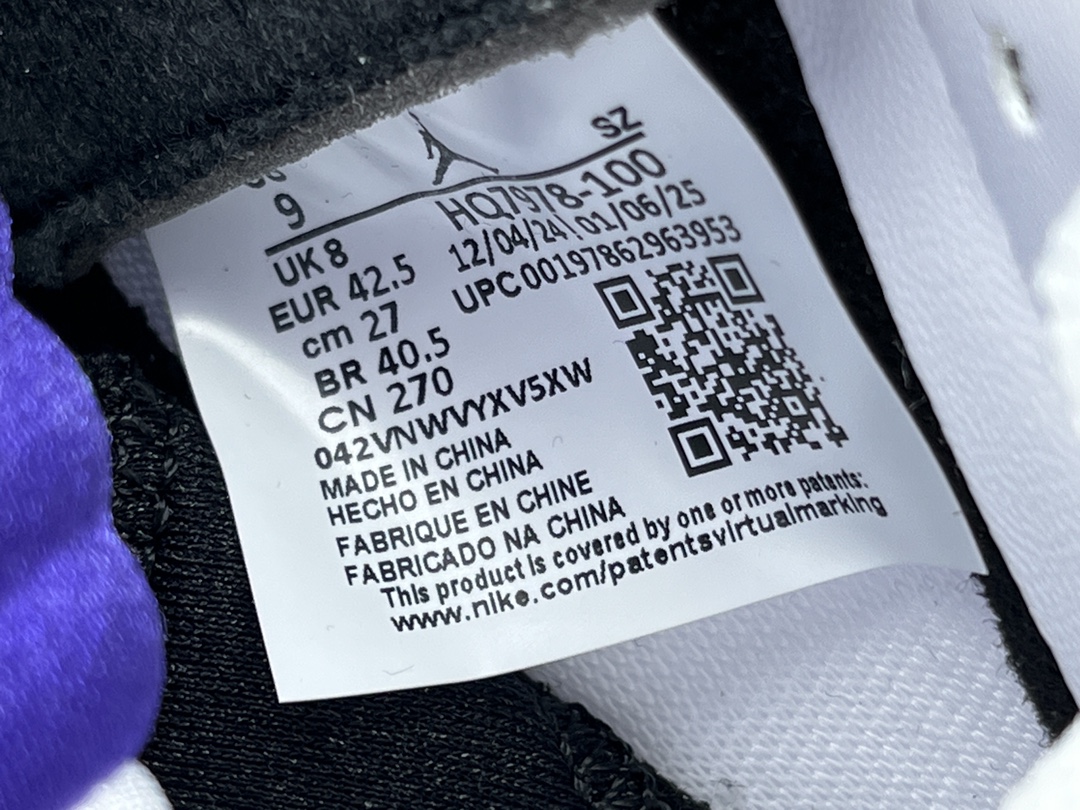 SZ
9
HQ7978-100
UK 8
12/04/24 01/06/25
EUR 42.5
UPC 00197862963953
cm 27
BR 40.5
CN 270
042VNWVYXV5XW
MADE IN CHINA
HECHO EN CHINA
FABRIQUE EN CHINE
FABRICADO NA CHINA
This product is covered by one or more patents:
www.nike.com/patentsvirtualmarking